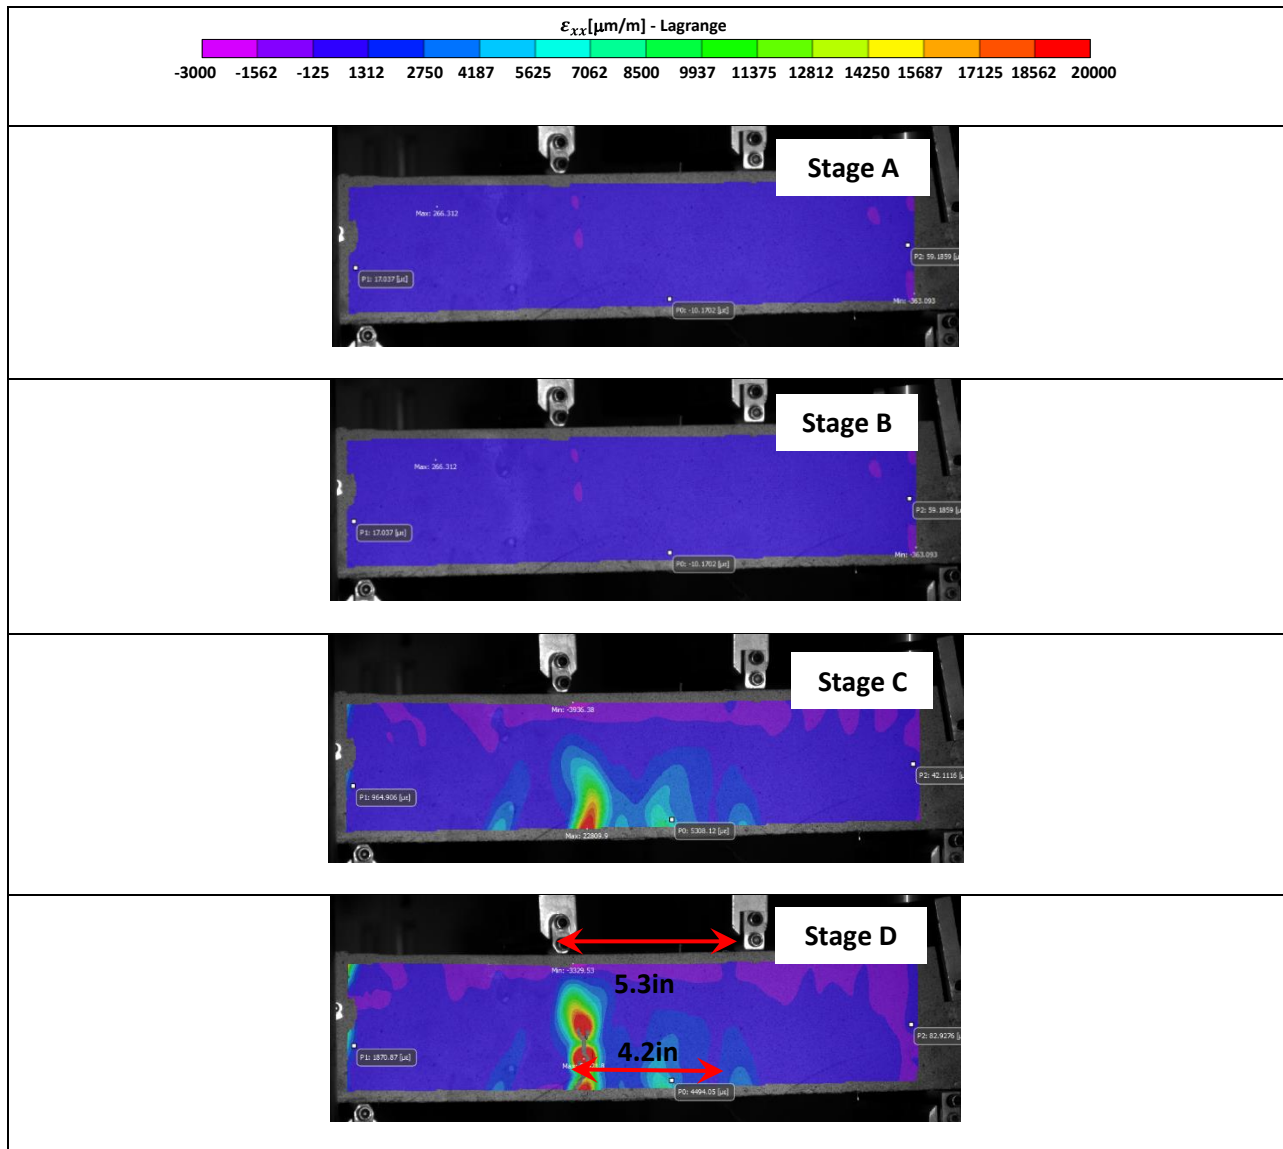 εxx[μm/m] - Lagrange
-3000 -1562 -125 1312 2750 4187 5625 7062 8500 9937 11375 12812 14250 15687 17125 18562 20000
Stage A
Max: 266.312
P2: 59.1859 [με]
P1: 17.037 [με]
Min: -363.093
P0: -10.1702 [με]
Stage B
Max: 266.312
P2: 59.1859 [με]
P1: 17.037 [με]
Min: -363.093
P0: -10.1702 [με]
Stage C
Min: -3936.38
P2: 42.1116 [με]
P1: 964.906 [με]
P0: 5308.12 [με]
Max: 22809.9
Stage D
Min: -3329.53
5.3in
P2: 82.9276 [με]
4.2in
P1: 1870.87 [με]
P0: 4494.05 [με]